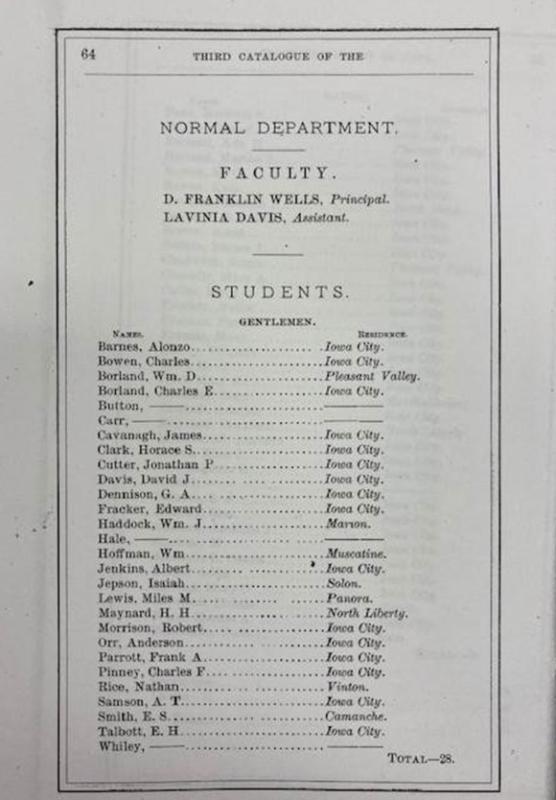 64
THIRD CATALOGUE OF THE
NORMAL DEPARTMENT.
FACULTY.
D. FRANKLIN WELLS, Principal.
LAVINIA DAVIS, Assistant.
STUDENTS.
GENTLEMEN.
NAMES. RESIDENCE.
Barnes, Alonzo........................Iowa City.
Bowen, Charles........................Iowa City.
Borland, Wm. D........................Pleasant Valley.
Borland, Charles E....................Iowa City.
Button, ——........................——
Carr, ——........................——
Cavanagh, James........................Iowa City.
Clark, Horace S........................Iowa City.
Cutter, Jonathan P....................Iowa City.
Davis, David J........................Iowa City.
Dennison, G. A........................Iowa City.
Fracker, Edward........................Iowa City.
Haddock, Wm. J........................Marion.
Hale, ——........................——
Hoffman, Wm........................Muscatine.
Jenkins, Albert........................Iowa City.
Jepson, Isaiah........................Solon.
Lewis, Miles M........................Panora.
Maynard, H. H........................North Liberty.
Morrison, Robert........................Iowa City.
Orr, Anderson........................Iowa City.
Parrott, Frank A........................Iowa City.
Pinney, Charles F........................Iowa City.
Rice, Nathan........................Vinton.
Samson, A. T........................Iowa City.
Smith, E. S........................Camanche.
Talbott, E. H........................Iowa City.
Whiley, ——........................——
TOTAL—28.